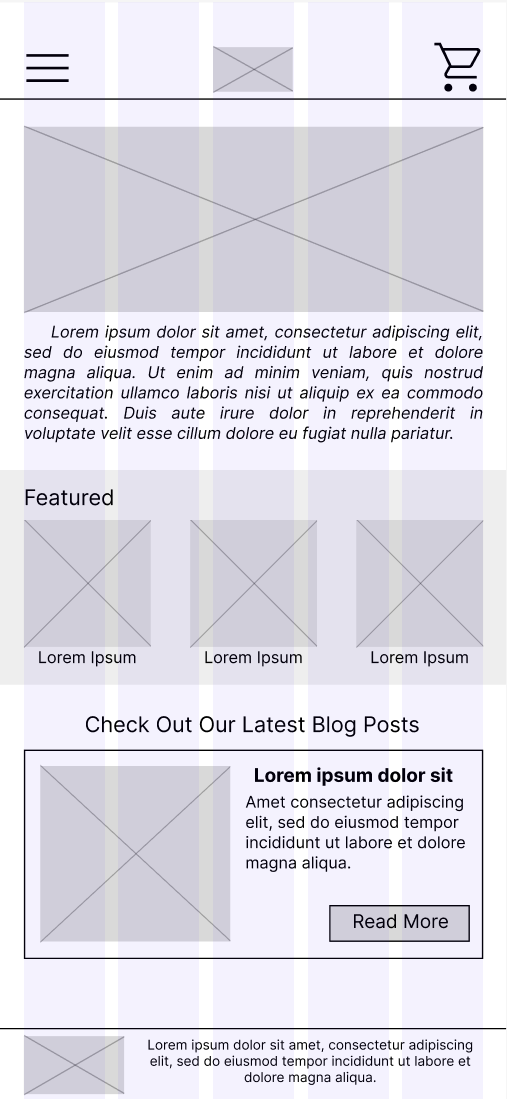 Lorem ipsum dolor sit amet, consectetur adipiscing elit,
sed do eiusmod tempor incididunt ut labore et dolore
magna aliqua. Ut enim ad minim veniam, quis nostrud
exercitation ullamco laboris nisi ut aliquip ex ea commodo
consequat. Duis aute irure dolor in reprehenderit in
voluptate velit esse cillum dolore eu fugiat nulla pariatur.
Featured
Lorem Ipsum
Lorem Ipsum
Lorem Ipsum
Check Out Our Latest Blog Posts
Lorem ipsum dolor sit
Amet consectetur adipiscing
elit, sed do eiusmod tempor
incididunt ut labore et dolore
magna aliqua.
Read More
Lorem ipsum dolor sit amet, consectetur adipiscing
elit, sed do eiusmod tempor incididunt ut labore et
dolore magna aliqua.